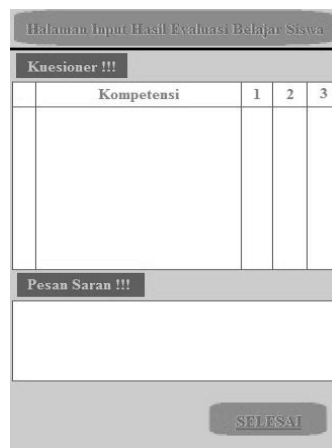 Halaman Input Hasil Evaluasi Belajar Siswa
Kuesioner !!!
Kompetensi 1 2 3
Pesan Saran !!!
SELESAI